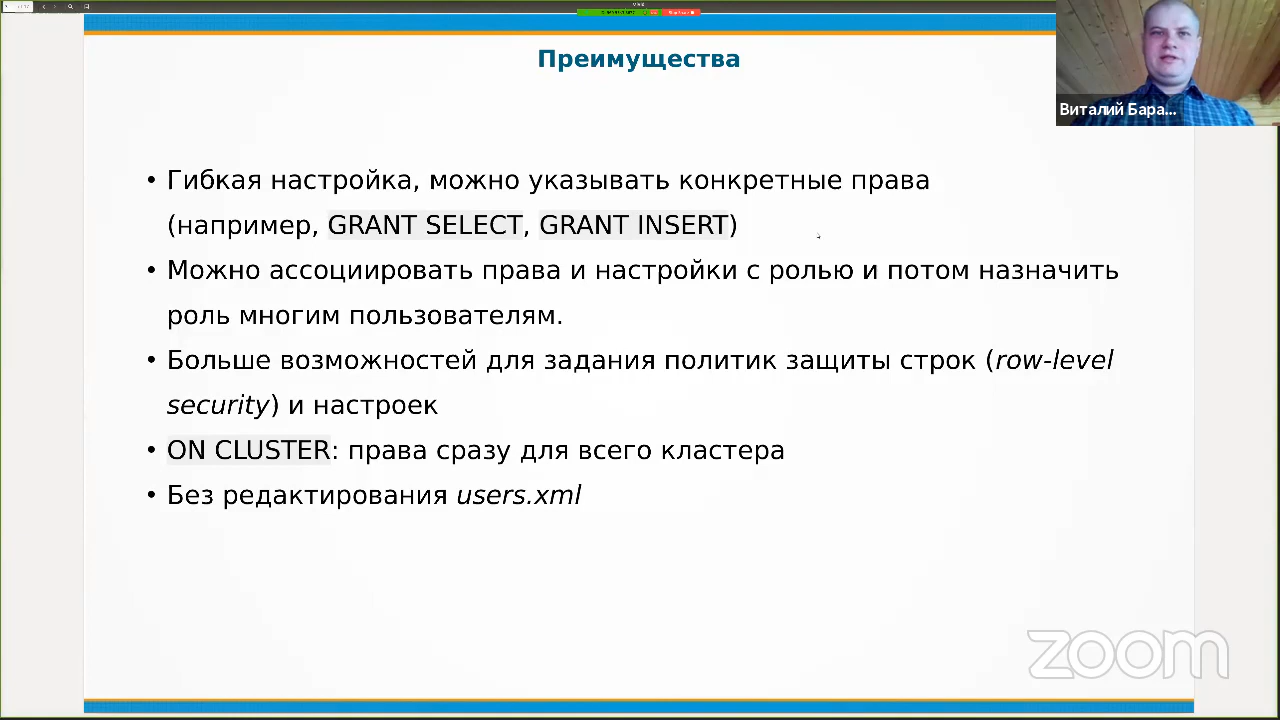 Преимущества
Виталий Бара...
• Гибкая настройка, можно указывать конкретные права
(например, GRANT SELECT, GRANT INSERT)
• Можно ассоциировать права и настройки с ролью и потом назначить
роль многим пользователям.
• Больше возможностей для задания политик защиты строк (row-level
security) и настроек
• ON CLUSTER: права сразу для всего кластера
• Без редактирования users.xml
zoom